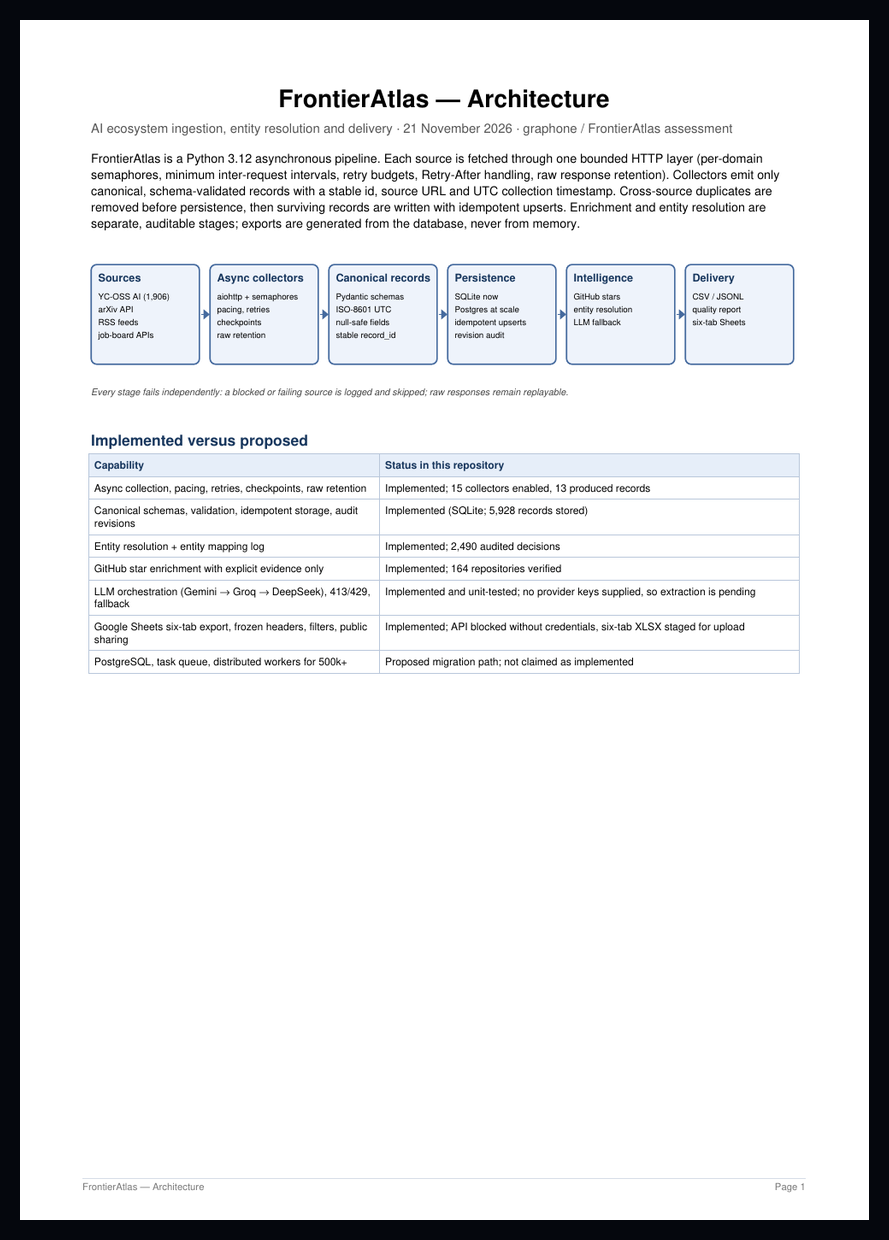 FrontierAtlas — Architecture
AI ecosystem ingestion, entity resolution and delivery · 21 November 2026 · graphone / FrontierAtlas assessment
FrontierAtlas is a Python 3.12 asynchronous pipeline. Each source is fetched through one bounded HTTP layer (per-domain
semaphores, minimum inter-request intervals, retry budgets, Retry-After handling, raw response retention). Collectors emit only
canonical, schema-validated records with a stable id, source URL and UTC collection timestamp. Cross-source duplicates are
removed before persistence, then surviving records are written with idempotent upserts. Enrichment and entity resolution are
separate, auditable stages; exports are generated from the database, never from memory.
Sources
YC-OSS AI (1,906)
arXiv API
RSS feeds
job-board APIs
Async collectors
aiohttp + semaphores
pacing, retries
checkpoints
raw retention
Canonical records
Pydantic schemas
ISO-8601 UTC
null-safe fields
stable record_id
Persistence
SQLite now
Postgres at scale
idempotent upserts
revision audit
Intelligence
GitHub stars
entity resolution
LLM fallback
Delivery
CSV / JSONL
quality report
six-tab Sheets
Every stage fails independently: a blocked or failing source is logged and skipped; raw responses remain replayable.
Implemented versus proposed
Capability
Status in this repository
Async collection, pacing, retries, checkpoints, raw retention
Implemented; 15 collectors enabled, 13 produced records
Canonical schemas, validation, idempotent storage, audit
revisions
Implemented (SQLite; 5,928 records stored)
Entity resolution + entity mapping log
Implemented; 2,490 audited decisions
GitHub star enrichment with explicit evidence only
Implemented; 164 repositories verified
LLM orchestration (Gemini → Groq → DeepSeek), 413/429,
fallback
Implemented and unit-tested; no provider keys supplied, so extraction is pending
Google Sheets six-tab export, frozen headers, filters, public
sharing
Implemented; API blocked without credentials, six-tab XLSX staged for upload
PostgreSQL, task queue, distributed workers for 500k+
Proposed migration path; not claimed as implemented
FrontierAtlas — Architecture
Page 1